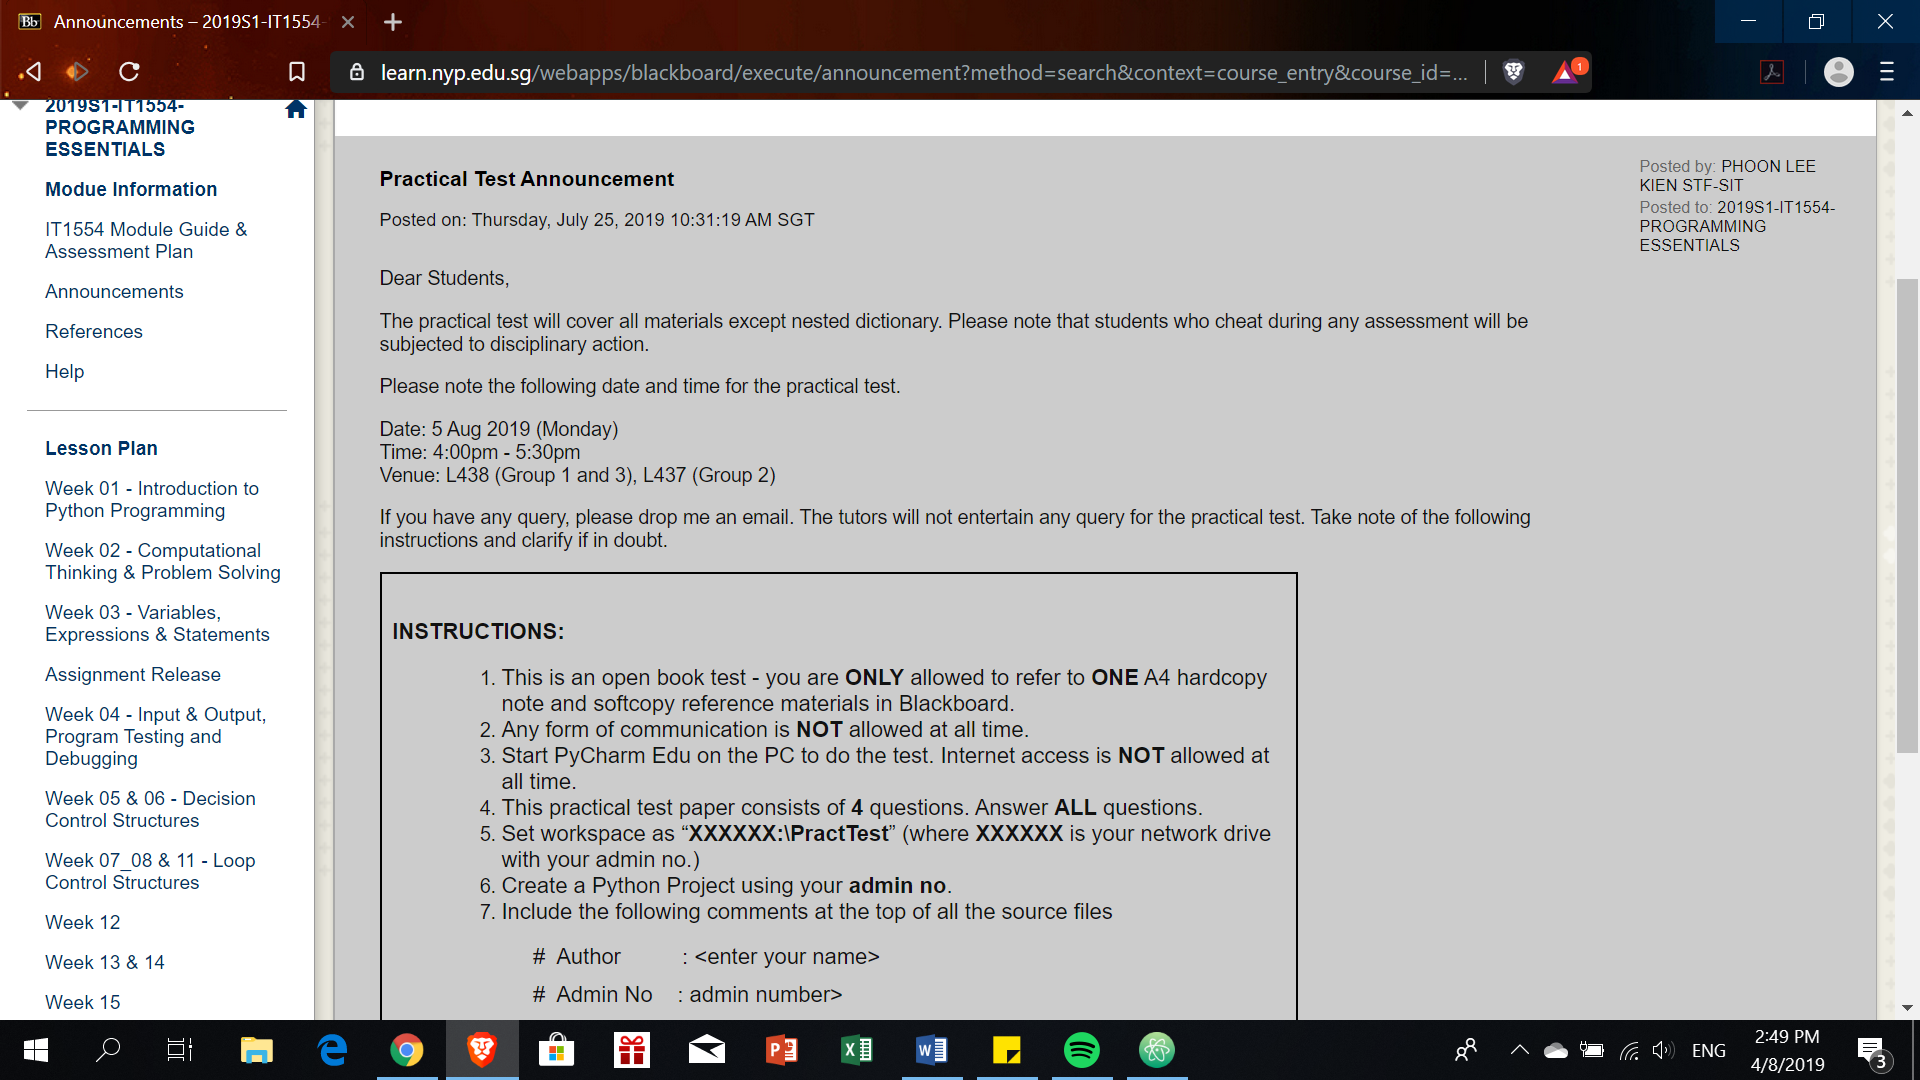 Bb Announcements – 2019S1-IT1554-
learn.nyp.edu.sg/webapps/blackboard/execute/announcement?method=search&context=course_entry&course_id=...
1
2019S1-IT1554-
PROGRAMMING
ESSENTIALS
Modue Information
IT1554 Module Guide &
Assessment Plan
Announcements
References
Help
Lesson Plan
Week 01 - Introduction to
Python Programming
Week 02 - Computational
Thinking & Problem Solving
Week 03 - Variables,
Expressions & Statements
Assignment Release
Week 04 - Input & Output,
Program Testing and
Debugging
Week 05 & 06 - Decision
Control Structures
Week 07_08 & 11 - Loop
Control Structures
Week 12
Week 13 & 14
Week 15
Practical Test Announcement
Posted on: Thursday, July 25, 2019 10:31:19 AM SGT
Posted by: PHOON LEE
KIEN STF-SIT
Posted to: 2019S1-IT1554-
PROGRAMMING
ESSENTIALS
Dear Students,
The practical test will cover all materials except nested dictionary. Please note that students who cheat during any assessment will be
subjected to disciplinary action.
Please note the following date and time for the practical test.
Date: 5 Aug 2019 (Monday)
Time: 4:00pm - 5:30pm
Venue: L438 (Group 1 and 3), L437 (Group 2)
If you have any query, please drop me an email. The tutors will not entertain any query for the practical test. Take note of the following
instructions and clarify if in doubt.
INSTRUCTIONS:
1. This is an open book test - you are ONLY allowed to refer to ONE A4 hardcopy
note and softcopy reference materials in Blackboard.
2. Any form of communication is NOT allowed at all time.
3. Start PyCharm Edu on the PC to do the test. Internet access is NOT allowed at
all time.
4. This practical test paper consists of 4 questions. Answer ALL questions.
5. Set workspace as “XXXXXX:\PractTest” (where XXXXXX is your network drive
with your admin no.)
6. Create a Python Project using your admin no.
7. Include the following comments at the top of all the source files
# Author : <enter your name>
# Admin No : admin number>
ENG
2:49 PM
4/8/2019
3